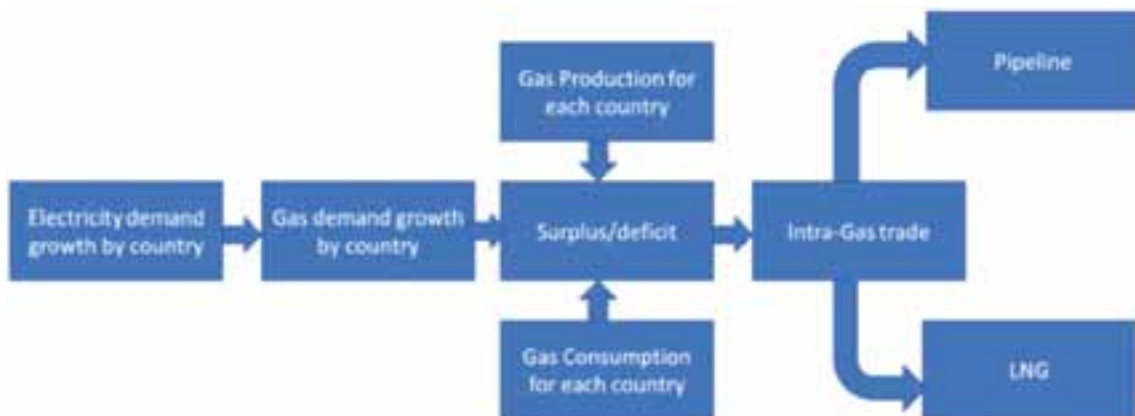 Electricity demand
growth by country
Gas demand growth
by country
Gas Production for
each country
Surplus/deficit
Gas Consumption
for each country
Intra-Gas trade
Pipeline
LNG